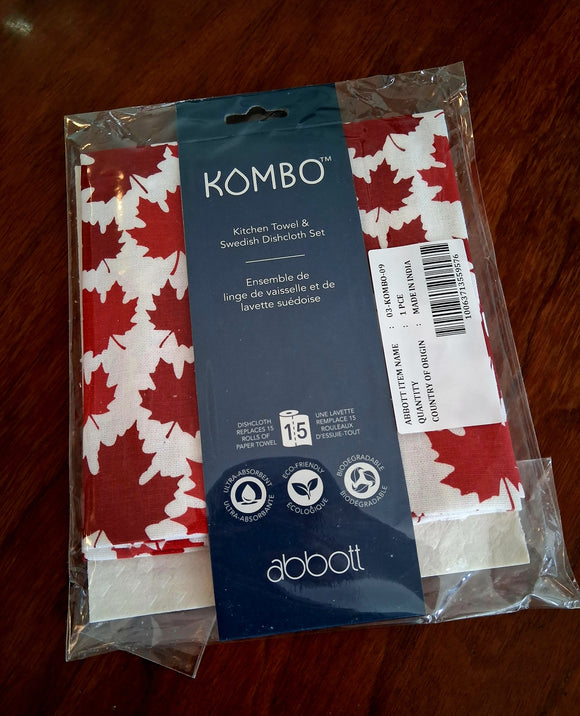 KOMBO™
Kitchen Towel &
Swedish Dishcloth Set
Ensemble de
linge de vaisselle et de
lavette suédoise
DISHCLOTH
REPLACES 15
ROLLS OF
PAPER TOWEL
15
UNE LAVETTE
REMPLACE 15
ROULEAUX
D'ESSUIE-TOUT
ULTRA-ABSORBENT
ULTRA-ABSORBANTE
ECO-FRIENDLY
ÉCOLOGIQUE
BIODEGRADABLE
BIODÉGRADABLE
abbott
ABBOTT ITEM NAME : 03-KOMBO-09
QUANTITY : 1 PCE
COUNTRY OF ORIGIN : MADE IN INDIA
10063713559576